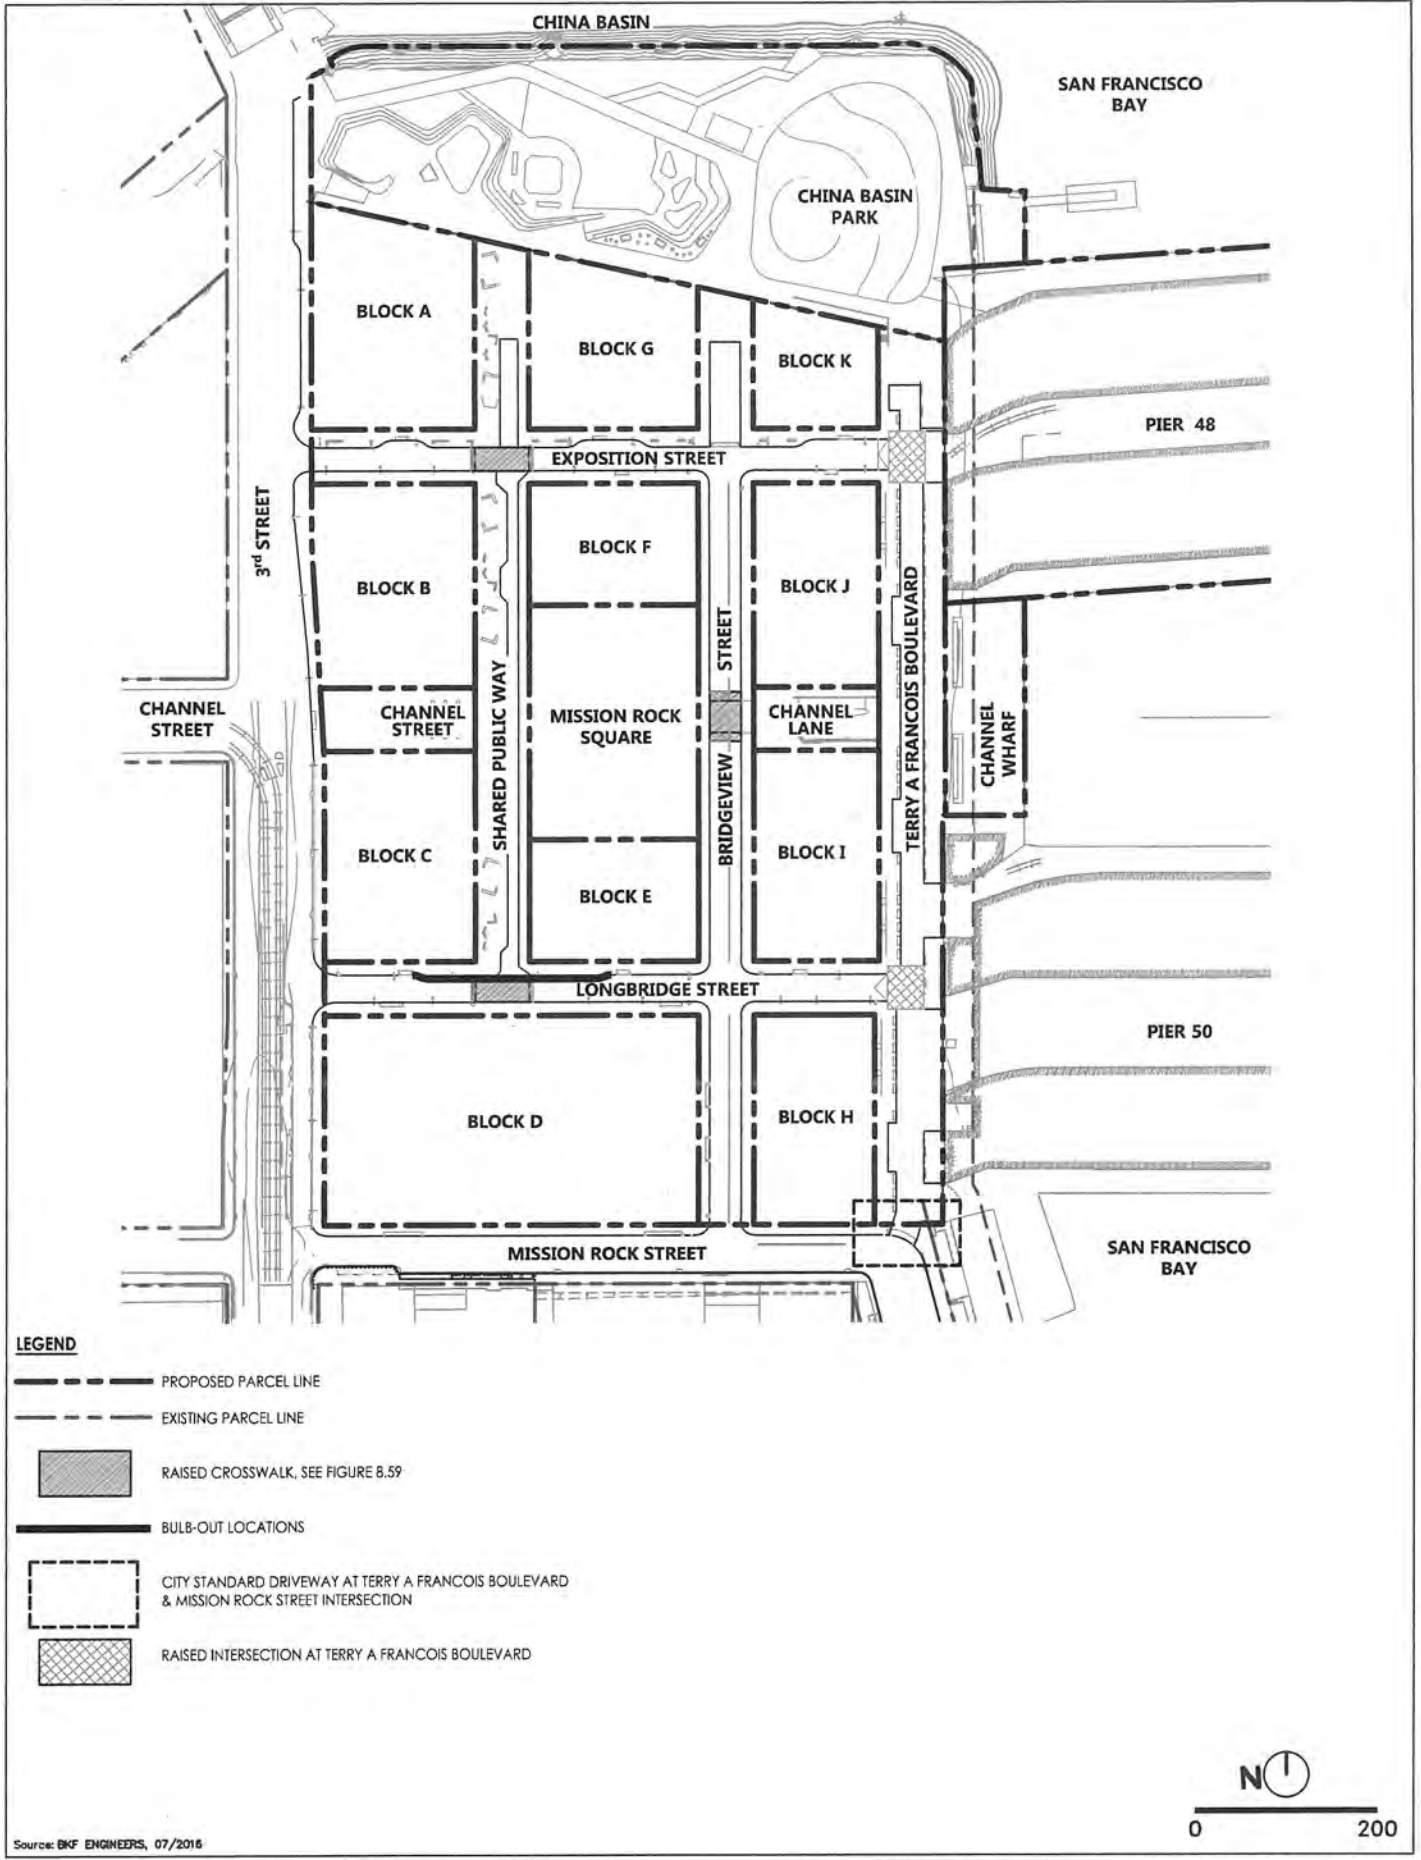 CHINA BASIN
SAN FRANCISCO
BAY
CHINA BASIN
PARK
BLOCK A
BLOCK G
BLOCK K
PIER 48
EXPOSITION STREET
3rd STREET
BLOCK F
BLOCK B
BLOCK J
TERRY A FRANCOIS BOULEVARD
BRIDGEVIEW STREET
SHARED PUBLIC WAY
CHANNEL
STREET
CHANNEL
STREET
MISSION ROCK
SQUARE
CHANNEL
LANE
CHANNEL
WHARF
BLOCK C
BLOCK I
BLOCK E
LONGBRIDGE STREET
PIER 50
BLOCK D
BLOCK H
MISSION ROCK STREET
SAN FRANCISCO
BAY
LEGEND
PROPOSED PARCEL LINE
EXISTING PARCEL LINE
RAISED CROSSWALK, SEE FIGURE 8.59
BULB-OUT LOCATIONS
CITY STANDARD DRIVEWAY AT TERRY A FRANCOIS BOULEVARD
& MISSION ROCK STREET INTERSECTION
RAISED INTERSECTION AT TERRY A FRANCOIS BOULEVARD
N
0 200
Source: BKF ENGINEERS, 07/2016